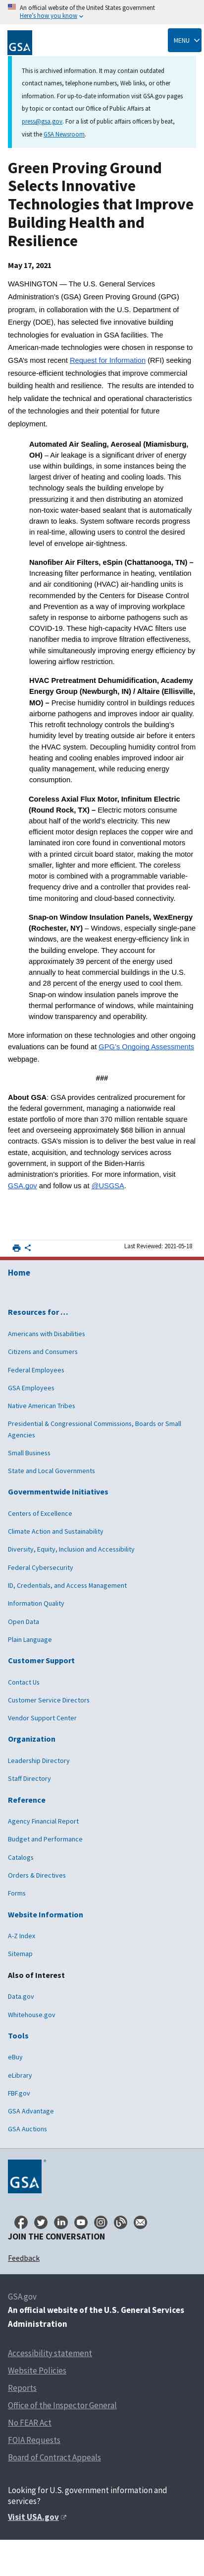 An official website of the United States government
Here's how you know
GSA
MENU
This is archived information. It may contain outdated
contact names, telephone numbers, Web links, or other
information. For up-to-date information visit GSA.gov pages
by topic or contact our Office of Public Affairs at
press@gsa.gov. For a list of public affairs officers by beat,
visit the GSA Newsroom.
Green Proving Ground
Selects Innovative
Technologies that Improve
Building Health and
Resilience
May 17, 2021
WASHINGTON — The U.S. General Services
Administration's (GSA) Green Proving Ground (GPG)
program, in collaboration with the U.S. Department of
Energy (DOE), has selected five innovative building
technologies for evaluation in GSA facilities. The
American-made technologies were chosen in response to
GSA's most recent Request for Information (RFI) seeking
resource-efficient technologies that improve commercial
building health and resilience.  The results are intended to
help validate the technical and operational characteristics
of the technologies and their potential for future
deployment.
Automated Air Sealing, Aeroseal (Miamisburg,
OH) – Air leakage is a significant driver of energy
use within buildings, and in some instances being
largest driver of heating and cooling loads. This
technology seals the building envelope by
pressurizing it and then distributing an atomized
non-toxic water-based sealant that is automatically
drawn to leaks. System software records progress
in real-time, allowing users to control the desired
level of envelope air-tightness.
Nanofiber Air Filters, eSpin (Chattanooga, TN) –
Increasing filter performance in heating, ventilation
and air conditioning (HVAC) air-handling units is
recommended by the Centers for Disease Control
and Prevention as a way of improving workplace
safety in response to airborne pathogens such as
COVID-19. These high-capacity HVAC filters use
nanofiber media to improve filtration effectiveness,
while simultaneously improving energy efficiency by
lowering airflow restriction.
HVAC Pretreatment Dehumidification, Academy
Energy Group (Newburgh, IN) / Altaire (Ellisville,
MO) – Precise humidity control in buildings reduces
airborne pathogens and improves indoor air quality.
This retrofit technology controls a building's
humidity level by treating outside air before it enters
the HVAC system. Decoupling humidity control from
heating and cooling enables improved indoor air
quality management, while reducing energy
consumption.
Coreless Axial Flux Motor, Infinitum Electric
(Round Rock, TX) – Electric motors consume
about half of the world's electricity. This new
efficient motor design replaces the iron core and
conventional laminated iron and coiled motor stators
with a printed circuit board stator, making the motor
smaller, lighter and more efficient. The coreless
motor is combined with a programmable variable-
frequency drive and cloud connectivity, allowing real-
time monitoring and cloud-based connectivity.
Snap-on Window Insulation Panels, WexEnergy
(Rochester, NY) – Windows, especially single-pane
windows, are the weakest energy-efficiency link in
the building envelope. They account for
approximately 39 percent of the energy used
annually to heat commercial buildings in the U.S.
and 28 percent of the energy used to cool them.
Snap-on window insulation panels improve the
thermal performance of windows, while increasing
window transparency and operability.
More information on these technologies and other ongoing
evaluations can be found at GPG's Ongoing Assessments
webpage.
###
About GSA: GSA provides centralized procurement for
the federal government, managing a nationwide real
estate portfolio of more than 370 million rentable square
feet and overseeing approximately $68 billion in annual
contracts. GSA's mission is to deliver the best value in real
estate, acquisition, and technology services across
government, in support of the Biden-Harris
administration's priorities. For more information, visit
GSA.gov and follow us at @USGSA.
Last Reviewed: 2021-05-18
Home
Resources for …
Americans with Disabilities
Citizens and Consumers
Federal Employees
GSA Employees
Native American Tribes
Presidential & Congressional Commissions, Boards or Small
Agencies
Small Business
State and Local Governments
Governmentwide Initiatives
Centers of Excellence
Climate Action and Sustainability
Diversity, Equity, Inclusion and Accessibility
Federal Cybersecurity
ID, Credentials, and Access Management
Information Quality
Open Data
Plain Language
Customer Support
Contact Us
Customer Service Directors
Vendor Support Center
Organization
Leadership Directory
Staff Directory
Reference
Agency Financial Report
Budget and Performance
Catalogs
Orders & Directives
Forms
Website Information
A-Z Index
Sitemap
Also of Interest
Data.gov
Whitehouse.gov
Tools
eBuy
eLibrary
FBF.gov
GSA Advantage
GSA Auctions
GSA
JOIN THE CONVERSATION
Feedback
GSA.gov
An official website of the U.S. General Services
Administration
Accessibility statement
Website Policies
Reports
Office of the Inspector General
No FEAR Act
FOIA Requests
Board of Contract Appeals
Looking for U.S. government information and
services?
Visit USA.gov